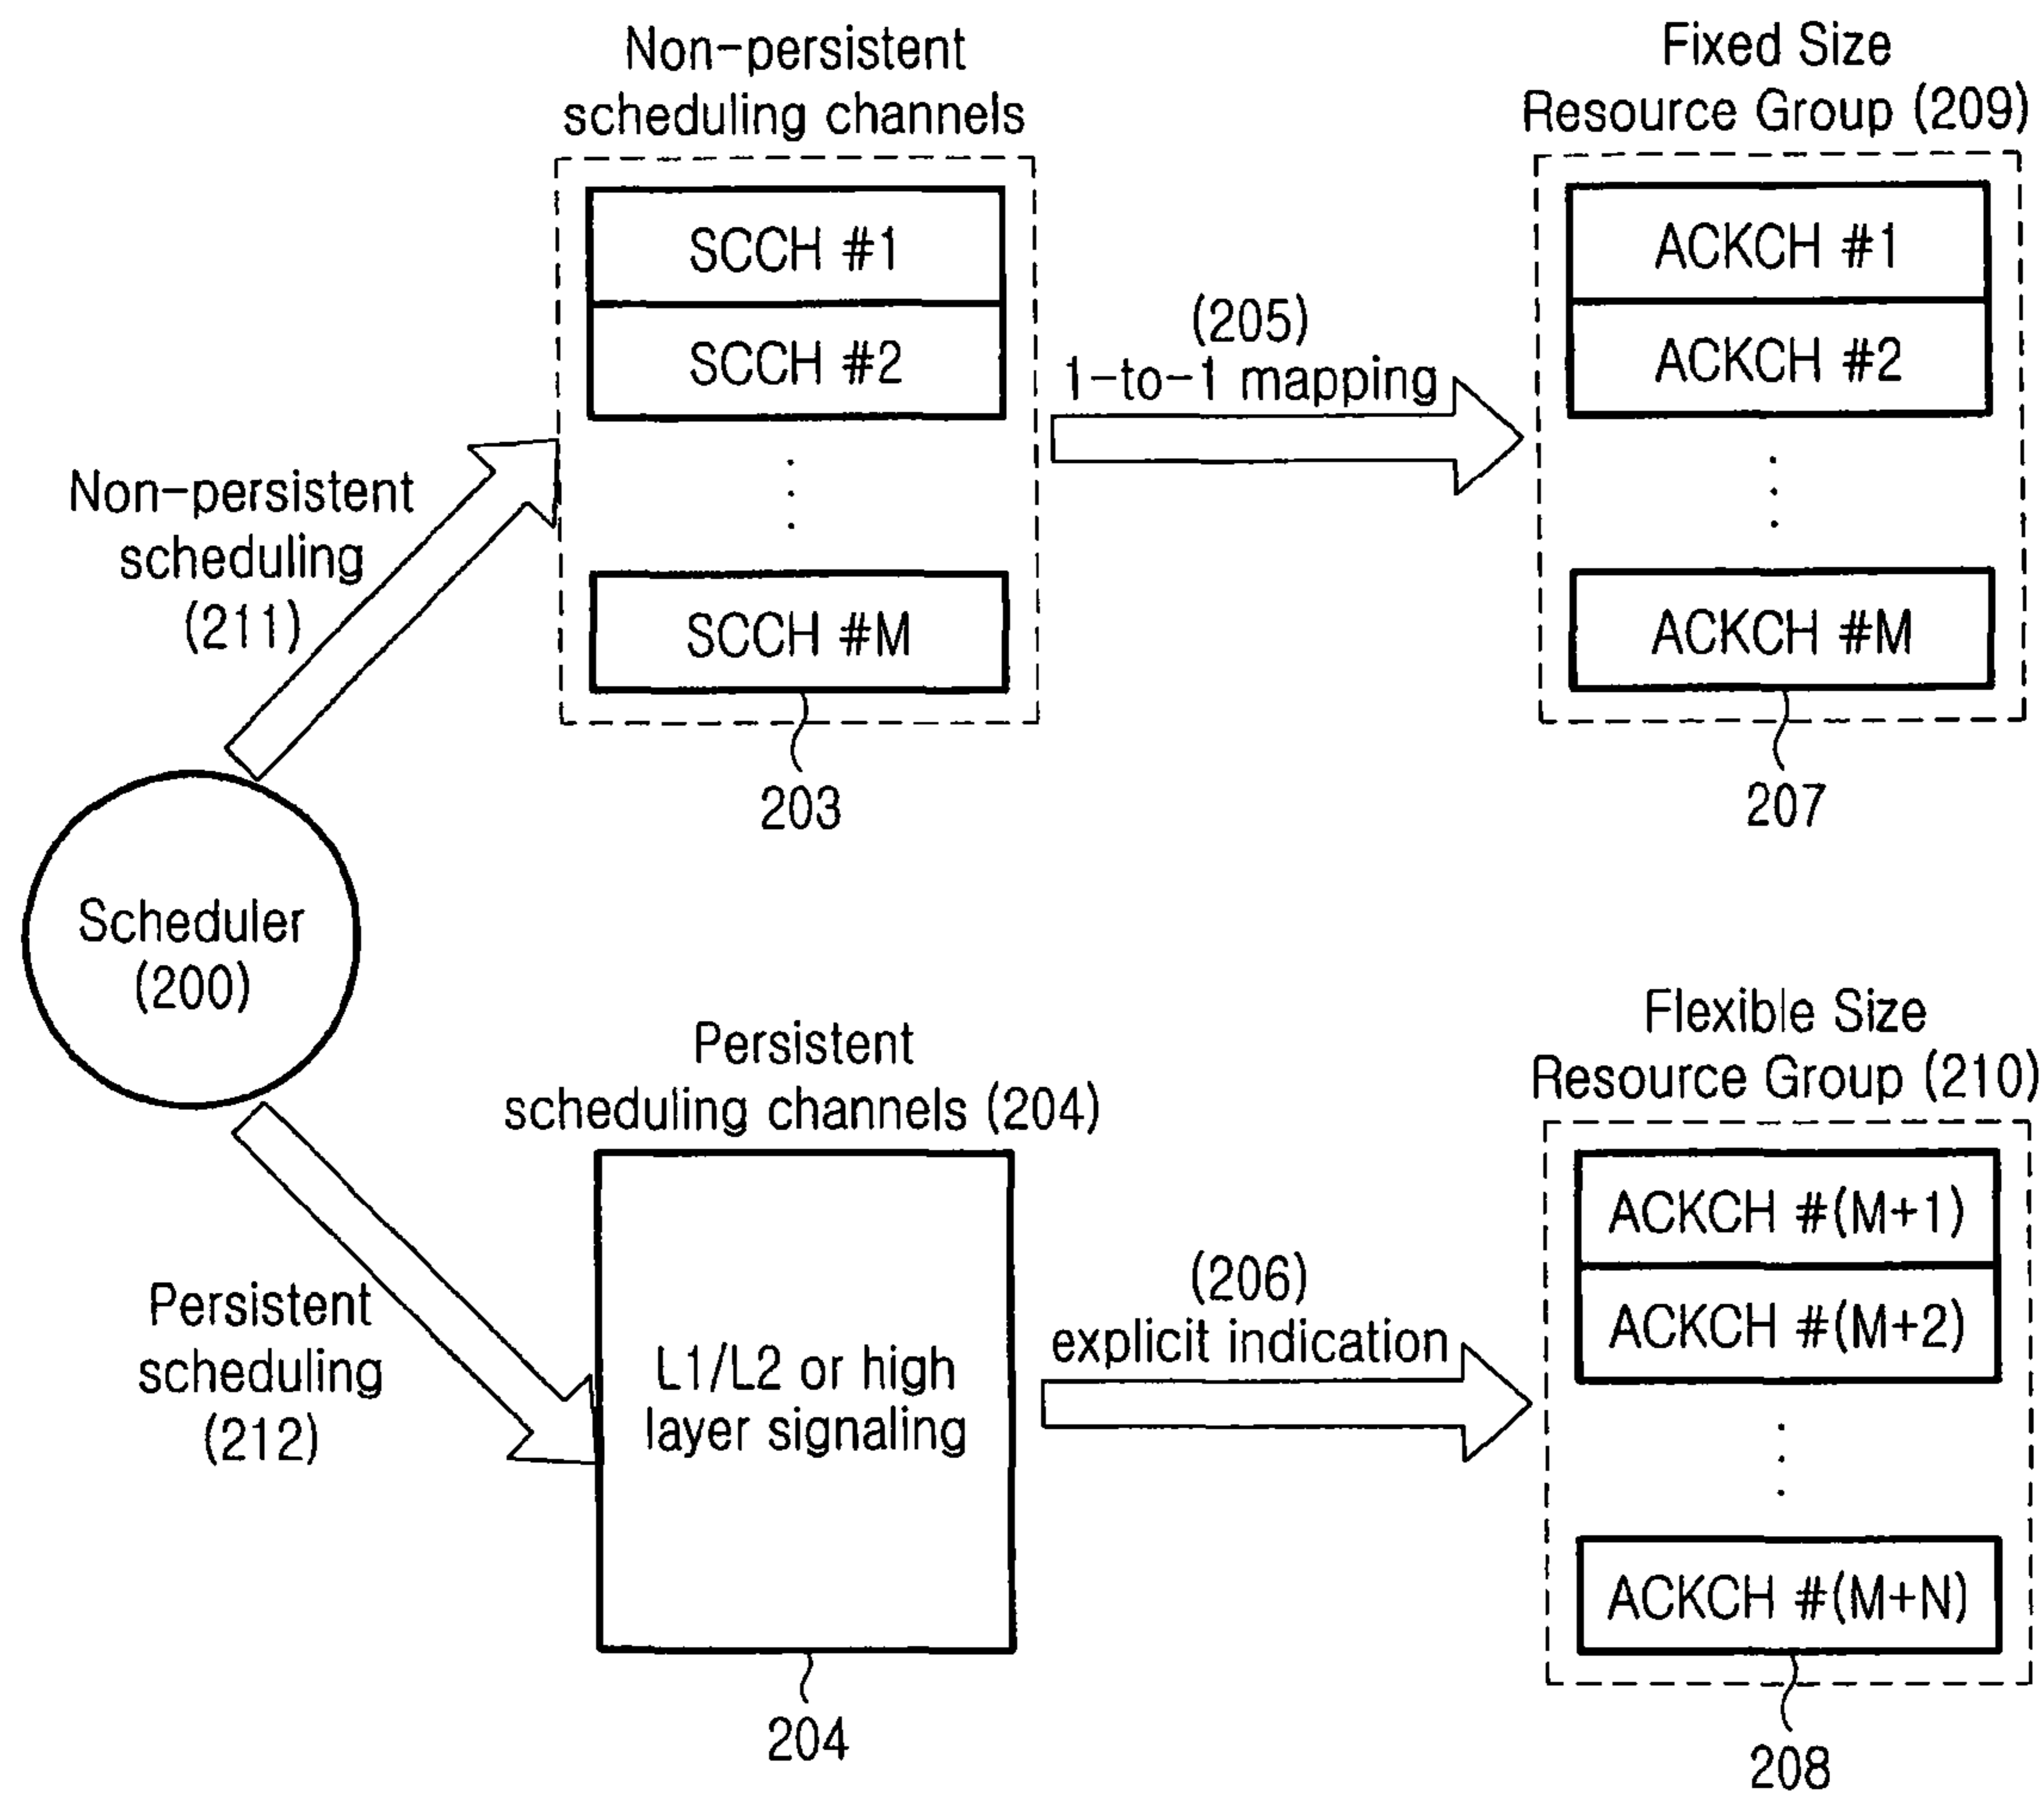 Non-persistent
scheduling channels
Fixed Size
Resource Group (209)
SCCH #1
SCCH #2
SCCH #M
203
(205)
1-to-1 mapping
ACKCH #1
ACKCH #2
ACKCH #M
207
Non-persistent
scheduling
(211)
Scheduler
(200)
Persistent
scheduling
(212)
Persistent
scheduling channels (204)
L1/L2 or high
layer signaling
204
(206)
explicit indication
Flexible Size
Resource Group (210)
ACKCH #(M+1)
ACKCH #(M+2)
ACKCH #(M+N)
208